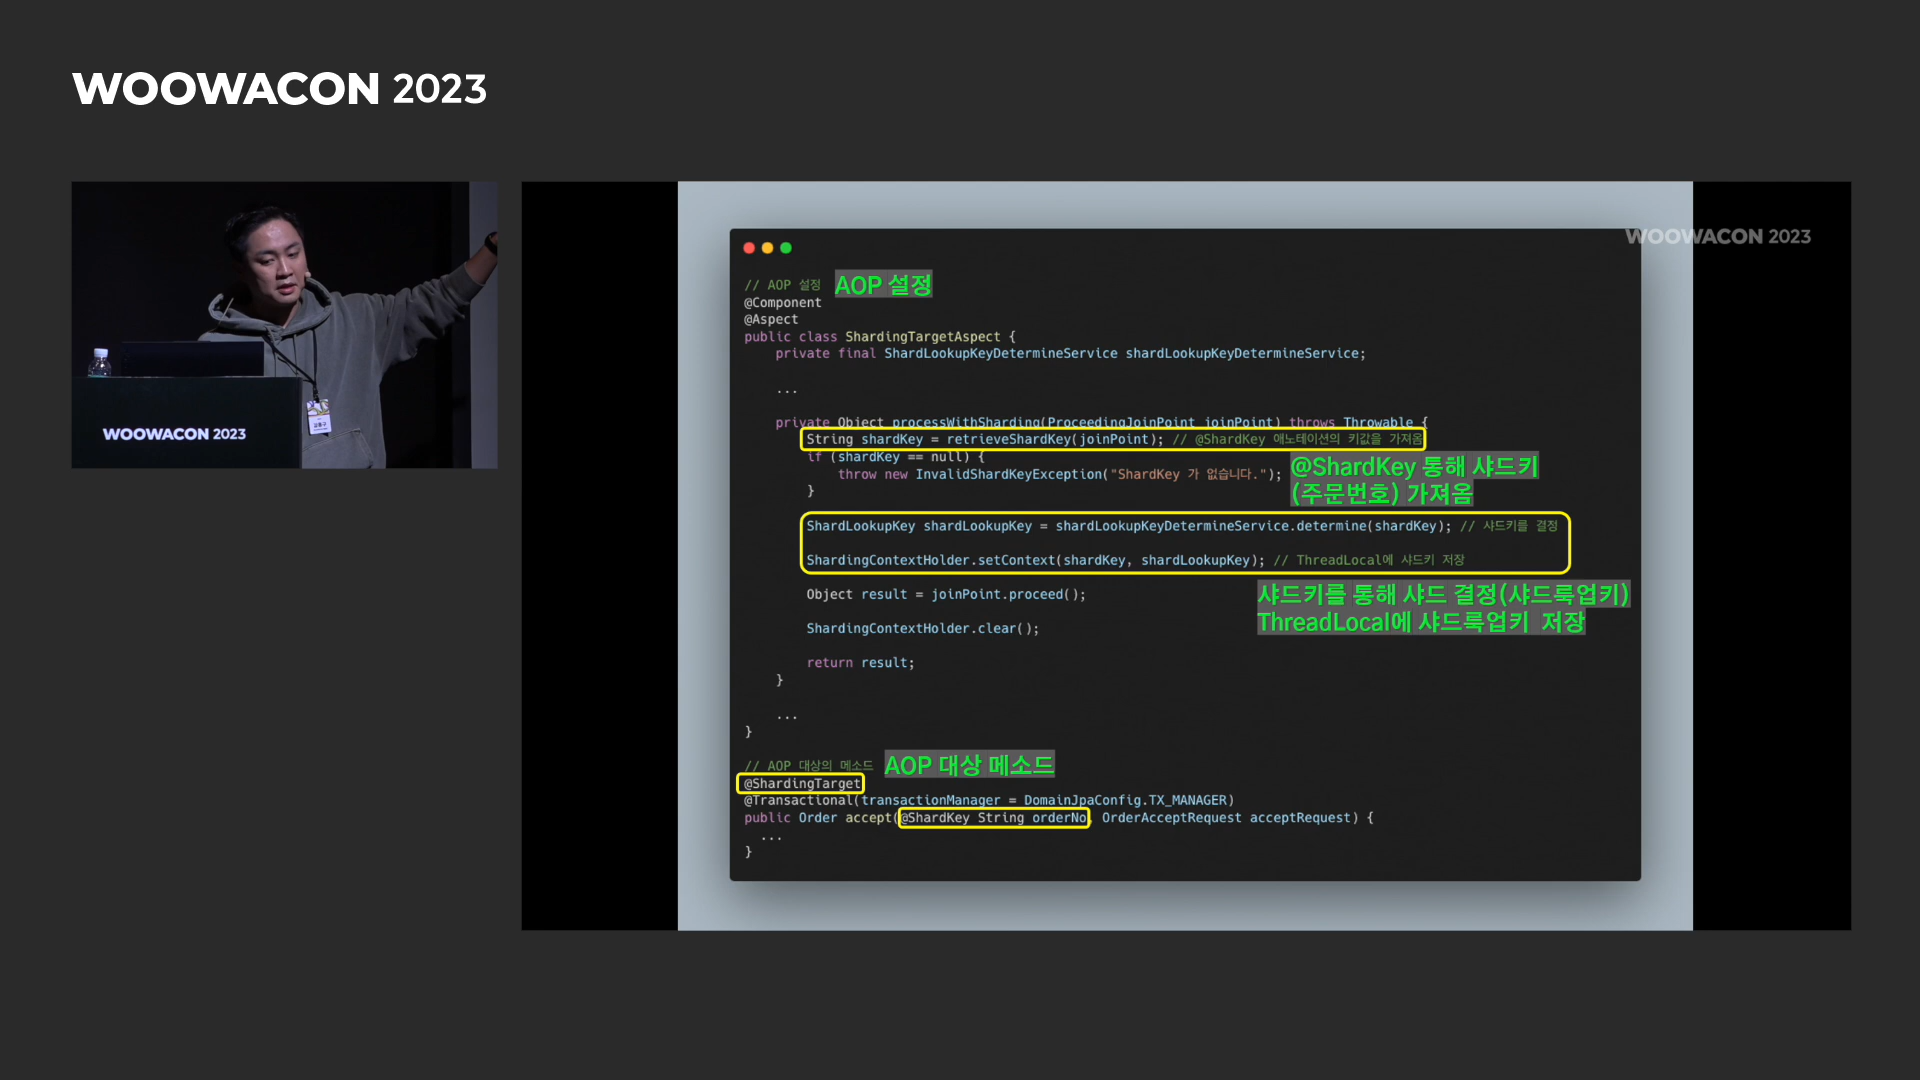 WOOWACON 2023
WOOWACON 2023
WOOWACON 2023
// AOP 설정 AOP 설정
@Component
@Aspect
public class ShardingTargetAspect {
private final ShardLookupKeyDetermineService shardLookupKeyDetermineService;
...
private Object processWithSharding(ProceedingJoinPoint joinPoint) throws Throwable {
String shardKey = retrieveShardKey(joinPoint); // @ShardKey 애노테이션의 키값을 가져옴
if (shardKey == null) {
throw new InvalidShardKeyException("ShardKey 가 없습니다.");
}
@ShardKey 통해 샤드키
(주문번호) 가져옴
ShardLookupKey shardLookupKey = shardLookupKeyDetermineService.determine(shardKey); // 샤드키를 결정
ShardingContextHolder.setContext(shardKey, shardLookupKey); // ThreadLocal에 샤드키 저장
샤드키를 통해 샤드 결정(샤드룩업키)
ThreadLocal에 샤드룩업키 저장
Object result = joinPoint.proceed();
ShardingContextHolder.clear();
return result;
}
...
}
// AOP 대상의 메소드 AOP 대상 메소드
@ShardingTarget
@Transactional(transactionManager = DomainJpaConfig.TX_MANAGER)
public Order accept(@ShardKey String orderNo, OrderAcceptRequest acceptRequest) {
...
}